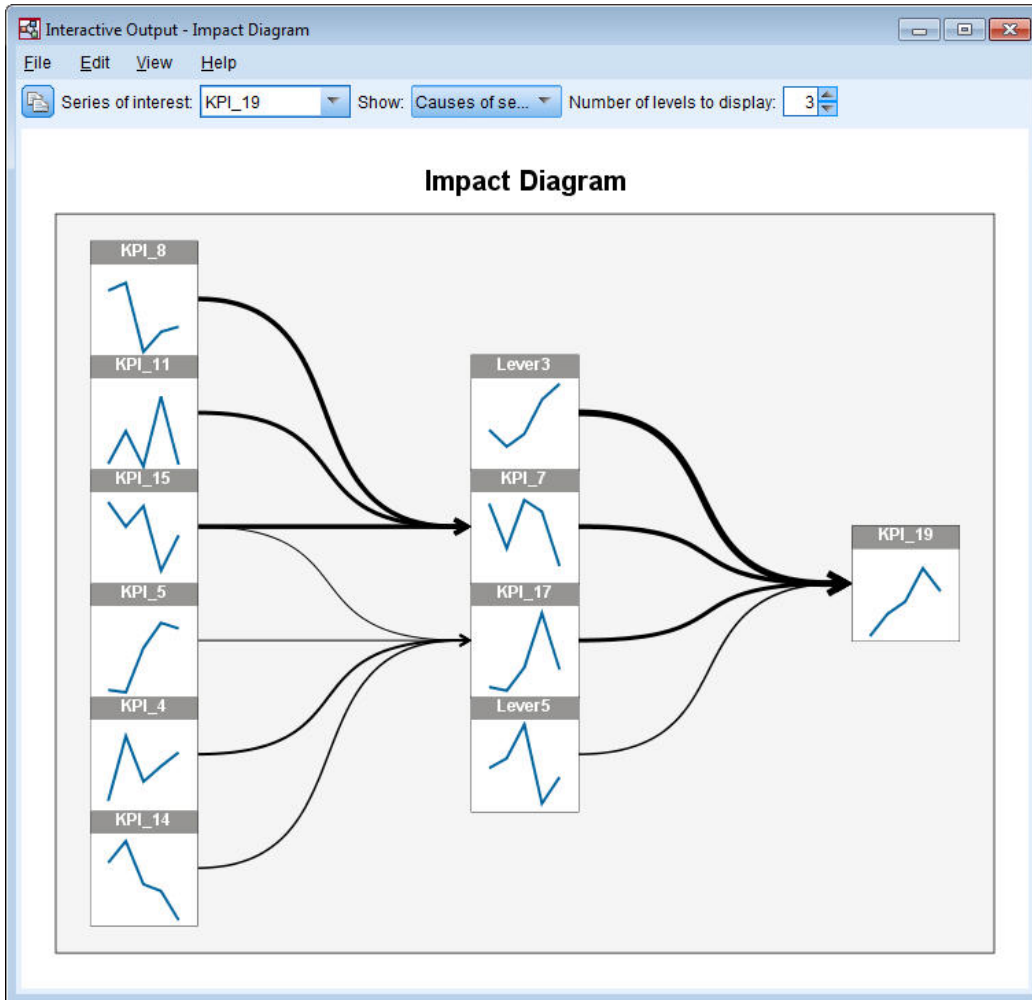 Interactive Output - Impact Diagram
File Edit View Help
Series of interest: KPI_19 Show: Causes of se... Number of levels to display: 3
Impact Diagram
KPI_8
KPI_11
KPI_15
KPI_5
KPI_4
KPI_14
Lever3
KPI_7
KPI_17
Lever5
KPI_19